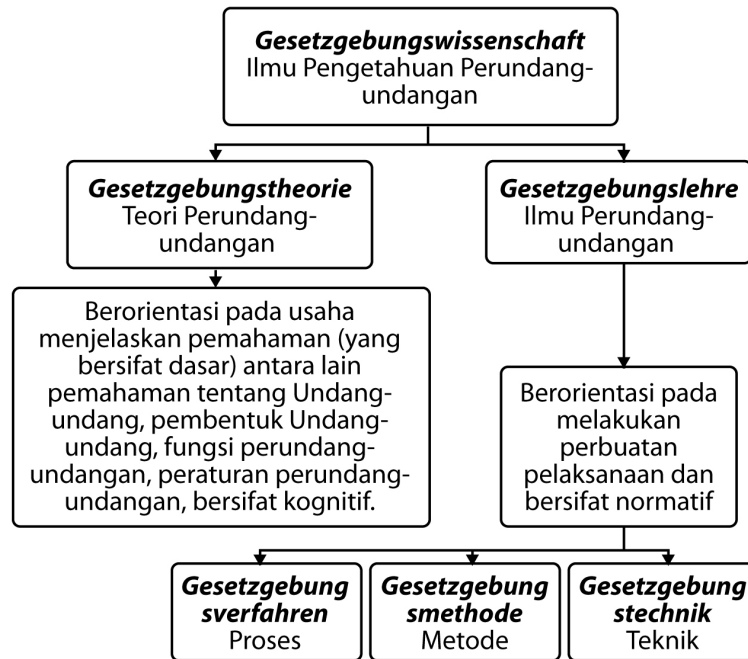 Gesetzgebungswissenschaft
Ilmu Pengetahuan Perundang-
undangan
Gesetzgebungstheorie
Teori Perundang-
undangan
Gesetzgebungslehre
Ilmu Perundang-
undangan
Berorientasi pada usaha
menjelaskan pemahaman (yang
bersifat dasar) antara lain
pemahaman tentang Undang-
undang, pembentuk Undang-
undang, fungsi perundang-
undangan, peraturan perundang-
undangan, bersifat kognitif.
Berorientasi pada
melakukan
perbuatan
pelaksanaan dan
bersifat normatif
Gesetzgebung
sverfahren
Proses
Gesetzgebung
smethode
Metode
Gesetzgebung
stechnik
Teknik